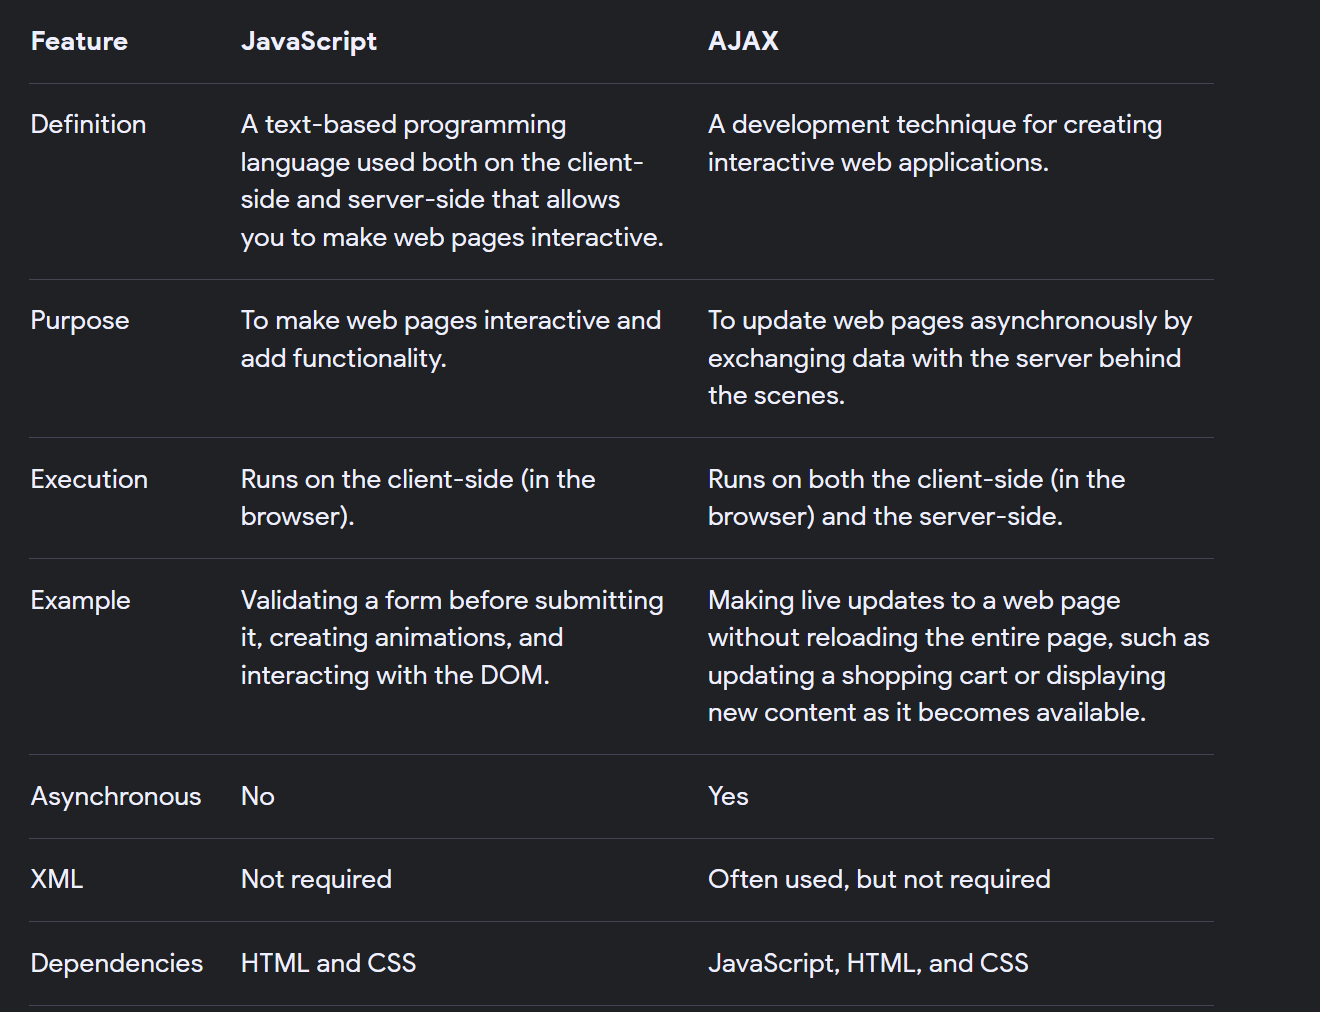 Feature JavaScript AJAX
Definition A text-based programming A development technique for creating
language used both on the client- interactive web applications.
side and server-side that allows
you to make web pages interactive.
Purpose To make web pages interactive and To update web pages asynchronously by
add functionality. exchanging data with the server behind
the scenes.
Execution Runs on the client-side (in the Runs on both the client-side (in the
browser). browser) and the server-side.
Example Validating a form before submitting Making live updates to a web page
it, creating animations, and without reloading the entire page, such as
interacting with the DOM. updating a shopping cart or displaying
new content as it becomes available.
Asynchronous No Yes
XML Not required Often used, but not required
Dependencies HTML and CSS JavaScript, HTML, and CSS